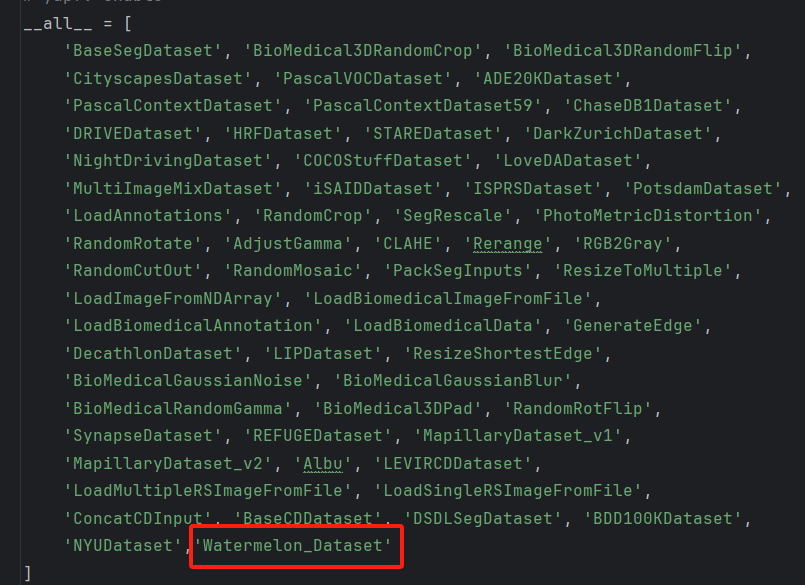 __all__ = [
'BaseSegDataset', 'BioMedical3DRandomCrop', 'BioMedical3DRandomFlip',
'CityscapesDataset', 'PascalVOCDataset', 'ADE20KDataset',
'PascalContextDataset', 'PascalContextDataset59', 'ChaseDB1Dataset',
'DRIVEDataset', 'HRFDataset', 'STAREDataset', 'DarkZurichDataset',
'NightDrivingDataset', 'COCOStuffDataset', 'LoveDADataset',
'MultiImageMixDataset', 'iSAIDDataset', 'ISPRSDataset', 'PotsdamDataset',
'LoadAnnotations', 'RandomCrop', 'SegRescale', 'PhotoMetricDistortion',
'RandomRotate', 'AdjustGamma', 'CLAHE', 'Rerange', 'RGB2Gray',
'RandomCutOut', 'RandomMosaic', 'PackSegInputs', 'ResizeToMultiple',
'LoadImageFromNDArray', 'LoadBiomedicalImageFromFile',
'LoadBiomedicalAnnotation', 'LoadBiomedicalData', 'GenerateEdge',
'DecathlonDataset', 'LIPDataset', 'ResizeShortestEdge',
'BioMedicalGaussianNoise', 'BioMedicalGaussianBlur',
'BioMedicalRandomGamma', 'BioMedical3DPad', 'RandomRotFlip',
'SynapseDataset', 'REFUGEDataset', 'MapillaryDataset_v1',
'MapillaryDataset_v2', 'Albu', 'LEVIRCDDataset',
'LoadMultipleRSImageFromFile', 'LoadSingleRSImageFromFile',
'ConcatCDInput', 'BaseCDDataset', 'DSDLSegDataset', 'BDD100KDataset',
'NYUDataset','Watermelon_Dataset'
]